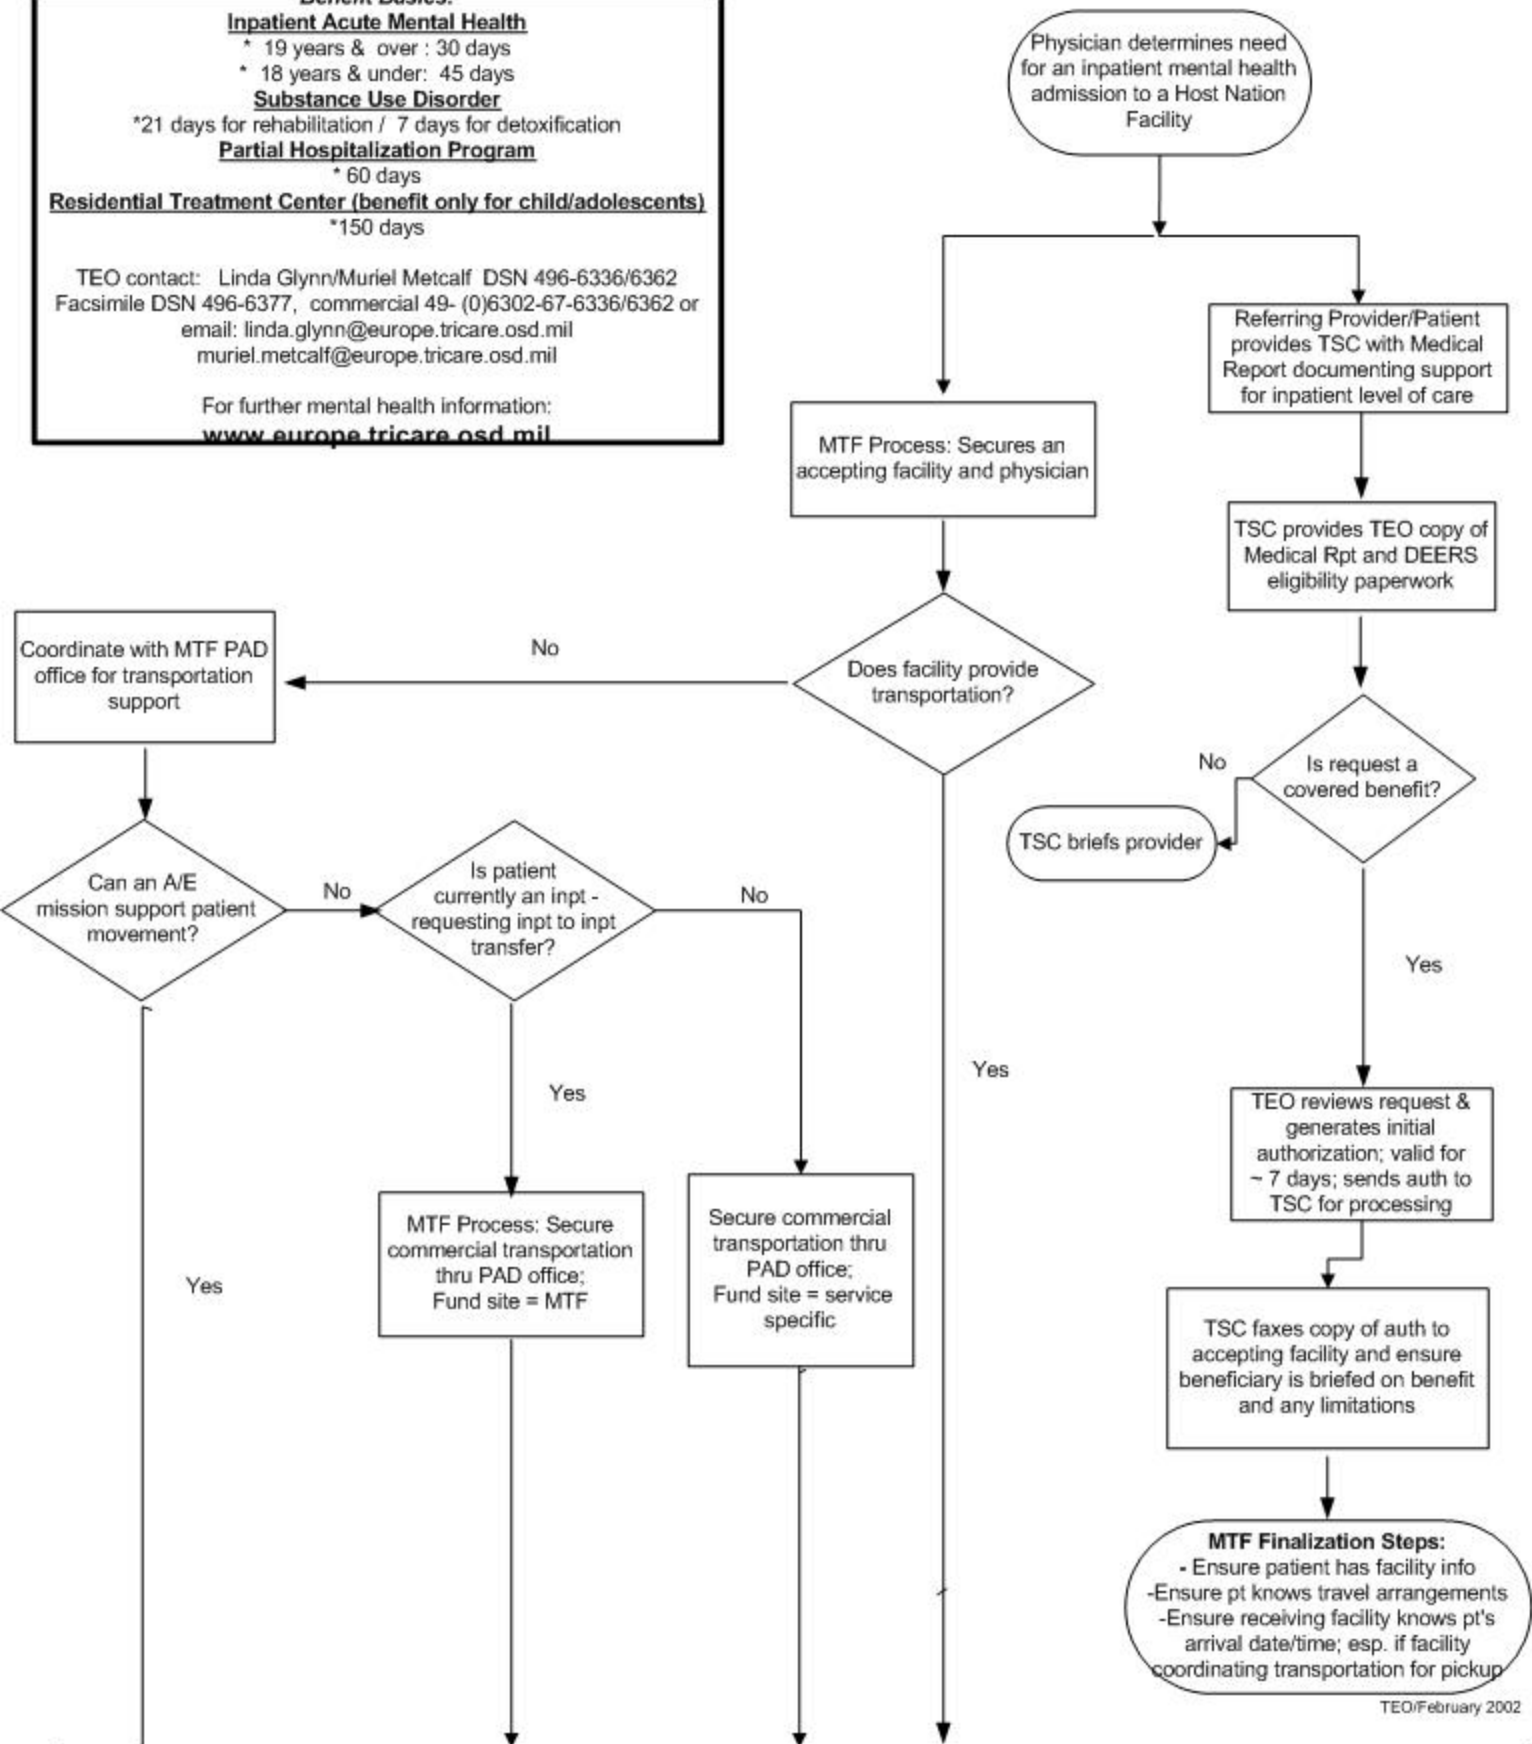 Benefit Basics:
Inpatient Acute Mental Health
* 19 years & over : 30 days
* 18 years & under: 45 days
Substance Use Disorder
*21 days for rehabilitation / 7 days for detoxification
Partial Hospitalization Program
* 60 days
Residential Treatment Center (benefit only for child/adolescents)
*150 days
TEO contact: Linda Glynn/Muriel Metcalf DSN 496-6336/6362
Facsimile DSN 496-6377, commercial 49- (0)6302-67-6336/6362 or
email: linda.glynn@europe.tricare.osd.mil
muriel.metcalf@europe.tricare.osd.mil
For further mental health information:
www.europe.tricare.osd.mil
Physician determines need
for an inpatient mental health
admission to a Host Nation
Facility
Referring Provider/Patient
provides TSC with Medical
Report documenting support
for inpatient level of care
MTF Process: Secures an
accepting facility and physician
TSC provides TEO copy of
Medical Rpt and DEERS
eligibility paperwork
Coordinate with MTF PAD
office for transportation
support
No
Does facility provide
transportation?
No
Is request a
covered benefit?
TSC briefs provider
Can an A/E
mission support patient
movement?
No
Is patient
currently an inpt -
requesting inpt to inpt
transfer?
No
Yes
Yes
Yes
Yes
TEO reviews request &
generates initial
authorization; valid for
~ 7 days; sends auth to
TSC for processing
MTF Process: Secure
commercial transportation
thru PAD office;
Fund site = MTF
Secure commercial
transportation thru
PAD office;
Fund site = service
specific
TSC faxes copy of auth to
accepting facility and ensure
beneficiary is briefed on benefit
and any limitations
MTF Finalization Steps:
- Ensure patient has facility info
-Ensure pt knows travel arrangements
-Ensure receiving facility knows pt's
arrival date/time; esp. if facility
coordinating transportation for pickup
TEO/February 2002